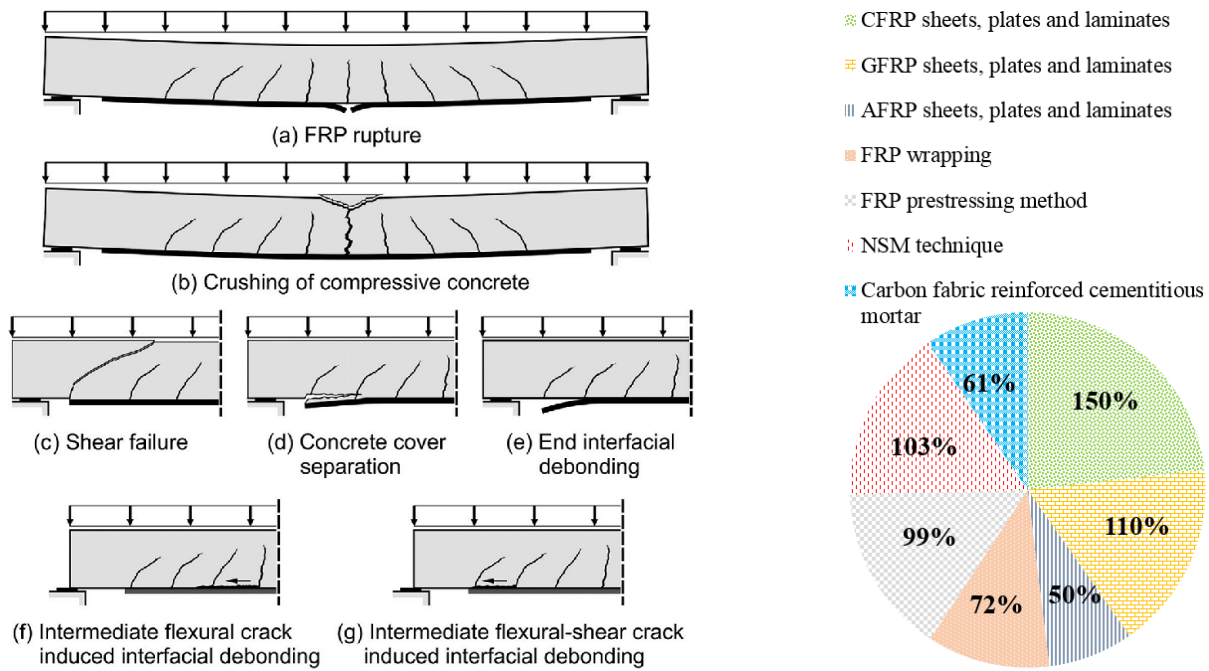 (a) FRP rupture
(b) Crushing of compressive concrete
(c) Shear failure
(d) Concrete cover
separation
(e) End interfacial
debonding
(f) Intermediate flexural crack
induced interfacial debonding
(g) Intermediate flexural-shear crack
induced interfacial debonding
CFRP sheets, plates and laminates
GFRP sheets, plates and laminates
AFRP sheets, plates and laminates
FRP wrapping
FRP prestressing method
NSM technique
Carbon fabric reinforced cementitious
mortar
61%
150%
103%
110%
99%
50%
72%